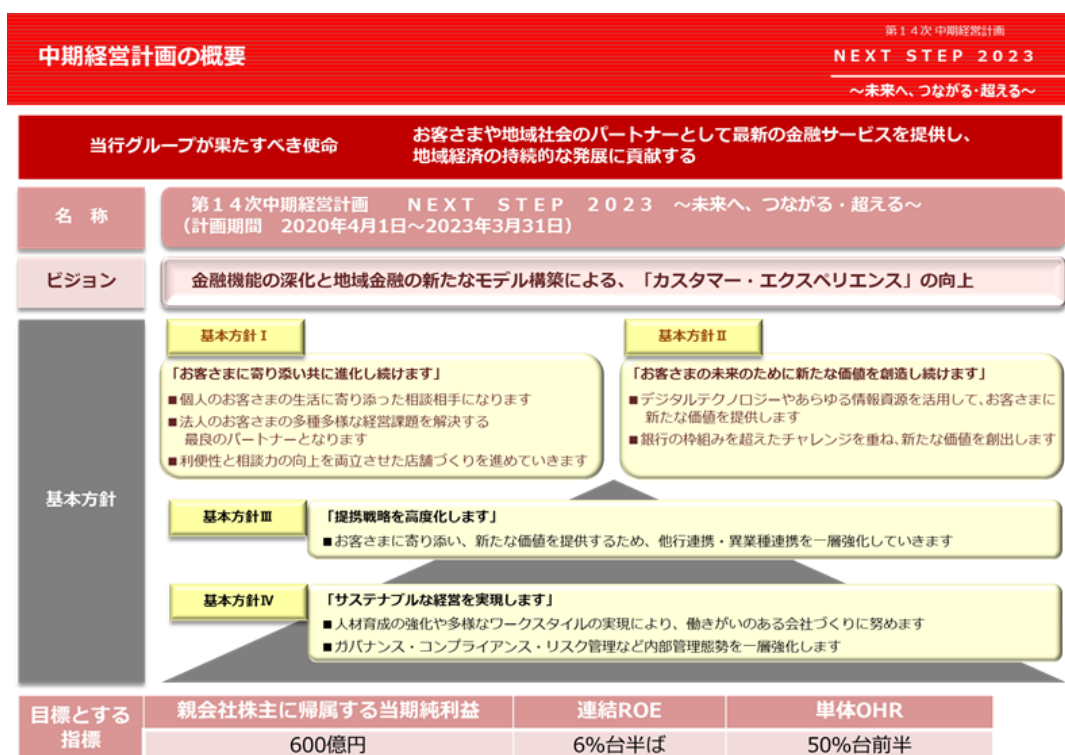 中期経営計画の概要
第14次 中期経営計画
NEXT STEP 2023
～未来へ、つながる・超える～
当行グループが果たすべき使命
お客さまや地域社会のパートナーとして最新の金融サービスを提供し、
地域経済の持続的な発展に貢献する
名 称
第14次中期経営計画 NEXT STEP 2023 ～未来へ、つながる・超える～
（計画期間 2020年4月1日～2023年3月31日）
ビジョン
金融機能の深化と地域金融の新たなモデル構築による、「カスタマー・エクスペリエンス」の向上
基本方針
基本方針Ⅰ
「お客さまに寄り添い共に進化し続けます」
■個人のお客さまの生活に寄り添った相談相手になります
■法人のお客さまの多種多様な経営課題を解決する
最良のパートナーとなります
■利便性と相談力の向上を両立させた店舗づくりを進めていきます
基本方針Ⅱ
「お客さまの未来のために新たな価値を創造し続けます」
■デジタルテクノロジーやあらゆる情報資源を活用して、お客さまに
新たな価値を提供します
■銀行の枠組みを超えたチャレンジを重ね、新たな価値を創出します
基本方針Ⅲ
「提携戦略を高度化します」
■お客さまに寄り添い、新たな価値を提供するため、他行連携・異業種連携を一層強化していきます
基本方針Ⅳ
「サステナブルな経営を実現します」
■人材育成の強化や多様なワークスタイルの実現により、働きがいのある会社づくりに努めます
■ガバナンス・コンプライアンス・リスク管理など内部管理態勢を一層強化します
目標とする
指標
親会社株主に帰属する当期純利益
連結ROE
単体OHR
600億円
6%台半ば
50%台前半